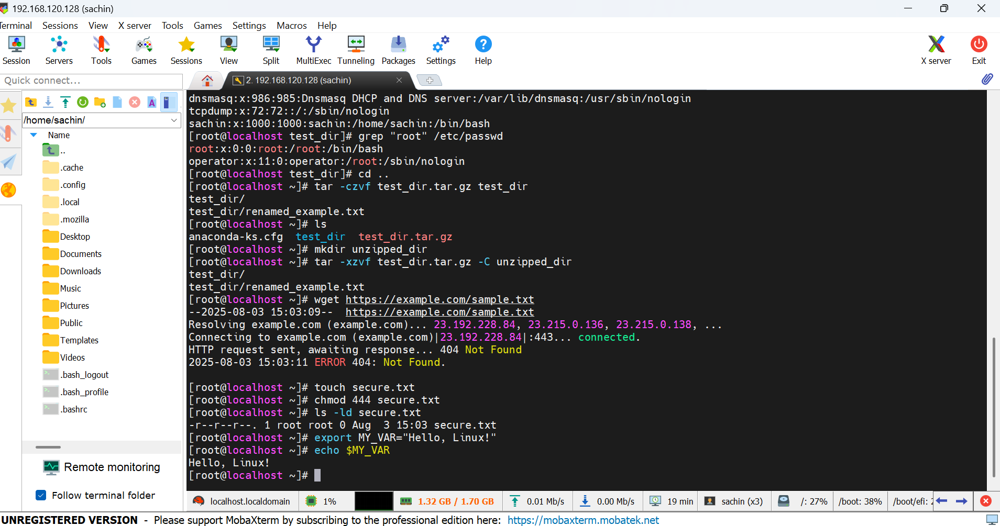 192.168.120.128 (sachin)
Terminal Sessions View X server Tools Games Settings Macros Help
Session Servers Tools Games Sessions View Split MultiExec Tunneling Packages Settings Help X server Exit
Quick connect...
2. 192.168.120.128 (sachin)
/home/sachin/
Name
..
.cache
.config
.local
.mozilla
Desktop
Documents
Downloads
Music
Pictures
Public
Templates
Videos
.bash_logout
.bash_profile
.bashrc
Remote monitoring
Follow terminal folder
dnsmasq:x:986:985:Dnsmasq DHCP and DNS server:/var/lib/dnsmasq:/usr/sbin/nologin
tcpdump:x:72:72::/:/sbin/nologin
sachin:x:1000:1000:sachin:/home/sachin:/bin/bash
[root@localhost test_dir]# grep "root" /etc/passwd
root:x:0:0:root:/root:/bin/bash
operator:x:11:0:operator:/root:/sbin/nologin
[root@localhost test_dir]# cd ..
[root@localhost ~]# tar -czvf test_dir.tar.gz test_dir
test_dir/
test_dir/renamed_example.txt
[root@localhost ~]# ls
anaconda-ks.cfg  test_dir  test_dir.tar.gz
[root@localhost ~]# mkdir unzipped_dir
[root@localhost ~]# tar -xzvf test_dir.tar.gz -C unzipped_dir
test_dir/
test_dir/renamed_example.txt
[root@localhost ~]# wget https://example.com/sample.txt
--2025-08-03 15:03:09--  https://example.com/sample.txt
Resolving example.com (example.com)... 23.192.228.84, 23.215.0.136, 23.215.0.138, ...
Connecting to example.com (example.com)|23.192.228.84|:443... connected.
HTTP request sent, awaiting response... 404 Not Found
2025-08-03 15:03:11 ERROR 404: Not Found.
[root@localhost ~]# touch secure.txt
[root@localhost ~]# chmod 444 secure.txt
[root@localhost ~]# ls -ld secure.txt
-r--r--r--. 1 root root 0 Aug  3 15:03 secure.txt
[root@localhost ~]# export MY_VAR="Hello, Linux!"
[root@localhost ~]# echo $MY_VAR
Hello, Linux!
[root@localhost ~]#
localhost.localdomain 1% 1.32 GB / 1.70 GB 0.01 Mb/s 0.00 Mb/s 19 min sachin (x3) /: 27% /boot: 38% /boot/efi:
UNREGISTERED VERSION - Please support MobaXterm by subscribing to the professional edition here: https://mobaxterm.mobatek.net